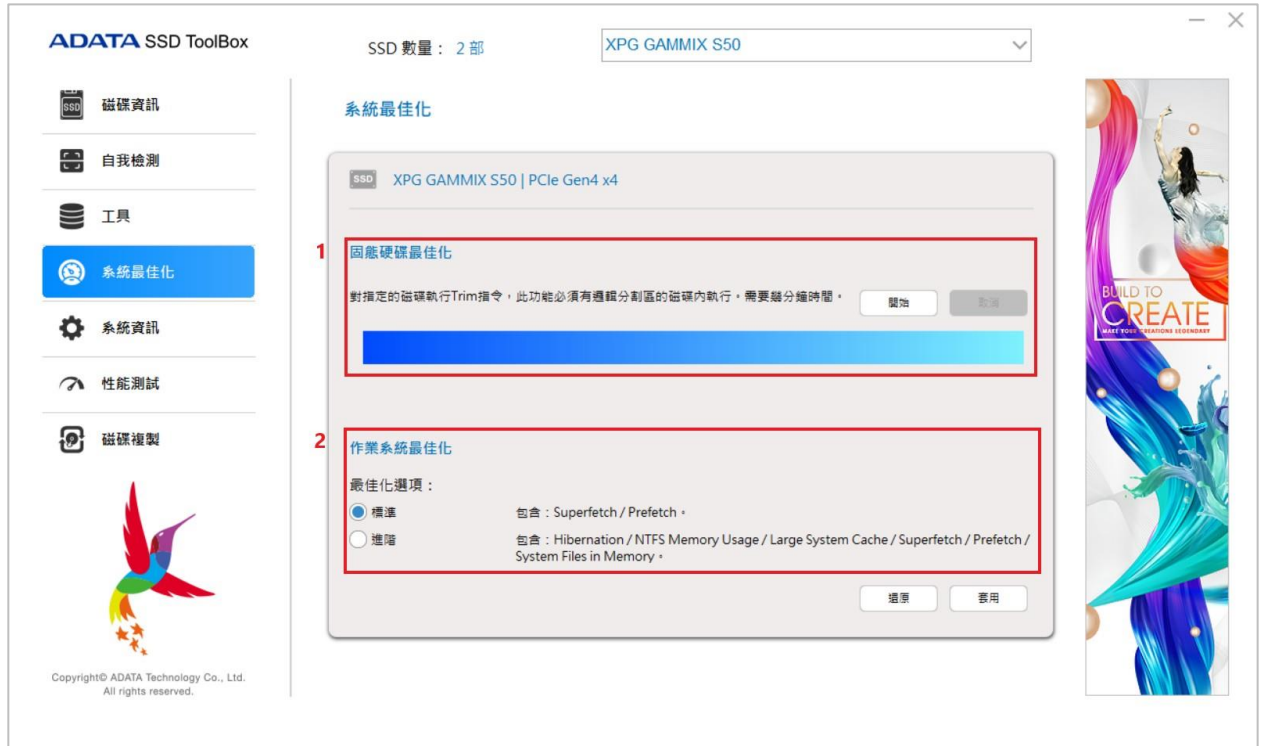 ADATA SSD ToolBox
SSD 數量： 2 部
XPG GAMMIX S50
磁碟資訊
自我檢測
工具
系統最佳化
系統資訊
性能測試
磁碟複製
Copyright© ADATA Technology Co., Ltd.
All rights reserved.
系統最佳化
SSD XPG GAMMIX S50 | PCIe Gen4 x4
1
固態硬碟最佳化
對指定的磁碟執行Trim指令，此功能必須有邏輯分割區的磁碟內執行。需要幾分鐘時間。
開始
取消
2
作業系統最佳化
最佳化選項：
標準 包含：Superfetch / Prefetch。
進階 包含：Hibernation / NTFS Memory Usage / Large System Cache / Superfetch / Prefetch /
System Files in Memory。
還原
套用
BUILD TO
CREATE
MAKE YOUR CREATIONS LEGENDARY